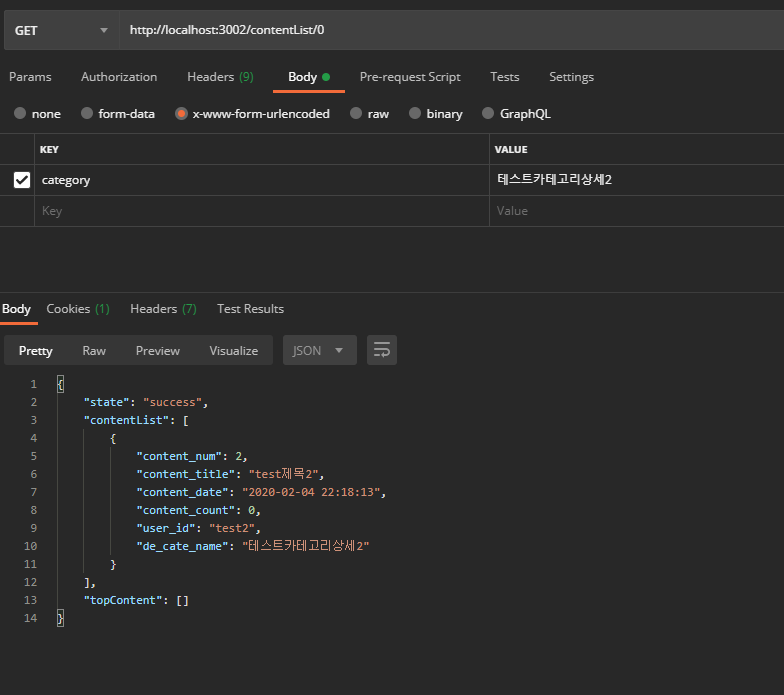 GET http://localhost:3002/contentList/0
Params Authorization Headers (9) Body Pre-request Script Tests Settings
none form-data x-www-form-urlencoded raw binary GraphQL
KEY VALUE
category 테스트카테고리상세2
Key Value
Body Cookies (1) Headers (7) Test Results
Pretty Raw Preview Visualize JSON
1 {
2 "state": "success",
3 "contentList": [
4 {
5 "content_num": 2,
6 "content_title": "test제목2",
7 "content_date": "2020-02-04 22:18:13",
8 "content_count": 0,
9 "user_id": "test2",
10 "de_cate_name": "테스트카테고리상세2"
11 }
12 ],
13 "topContent": []
14 }